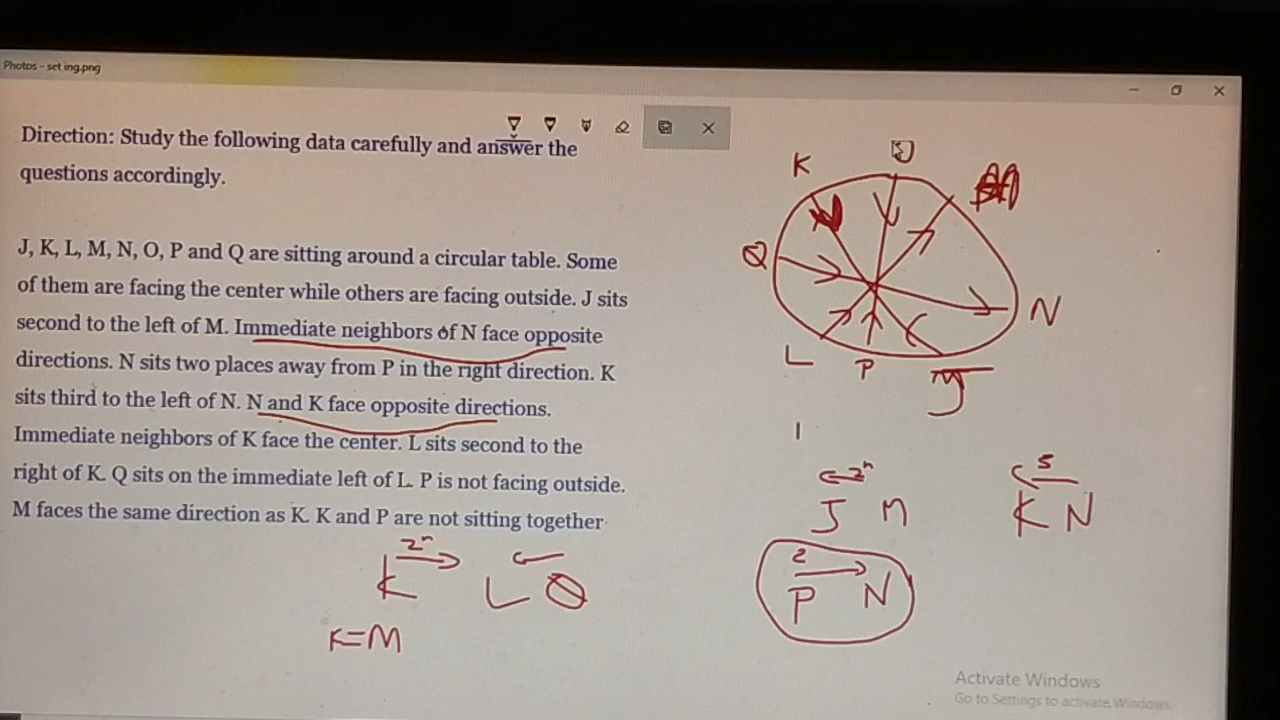 Photos - set ing.png
Direction: Study the following data carefully and answer the
questions accordingly.
J, K, L, M, N, O, P and Q are sitting around a circular table. Some
of them are facing the center while others are facing outside. J sits
second to the left of M. Immediate neighbors of N face opposite
directions. N sits two places away from P in the right direction. K
sits third to the left of N. N and K face opposite directions.
Immediate neighbors of K face the center. L sits second to the
right of K. Q sits on the immediate left of L. P is not facing outside.
M faces the same direction as K. K and P are not sitting together
K
Q
N
L
P
J
J M
K N
2
P N
K L Q
K=M
Activate Windows
Go to Settings to activate Windows.